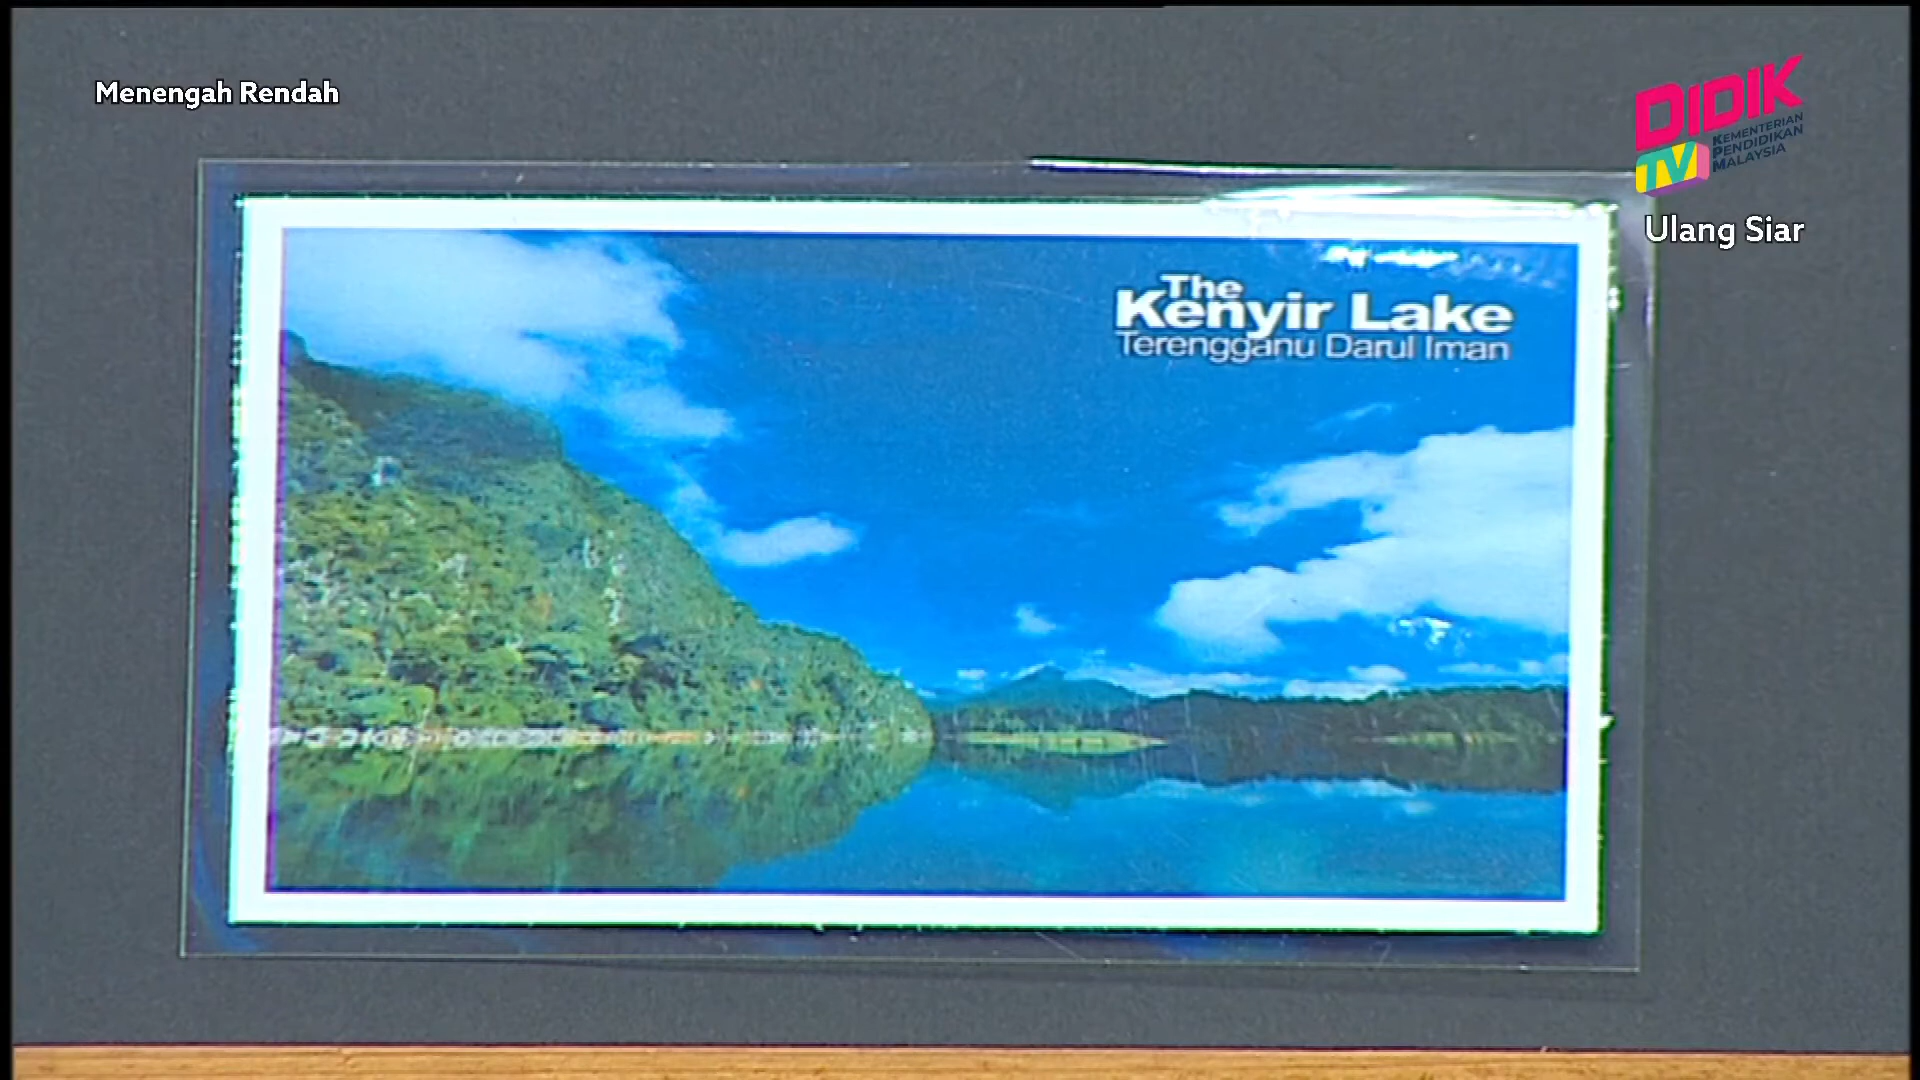 Menengah Rendah
DIDIK
TV
KEMENTERIAN
PENDIDIKAN
MALAYSIA
Ulang Siar
The
Kenyir Lake
Terengganu Darul Iman